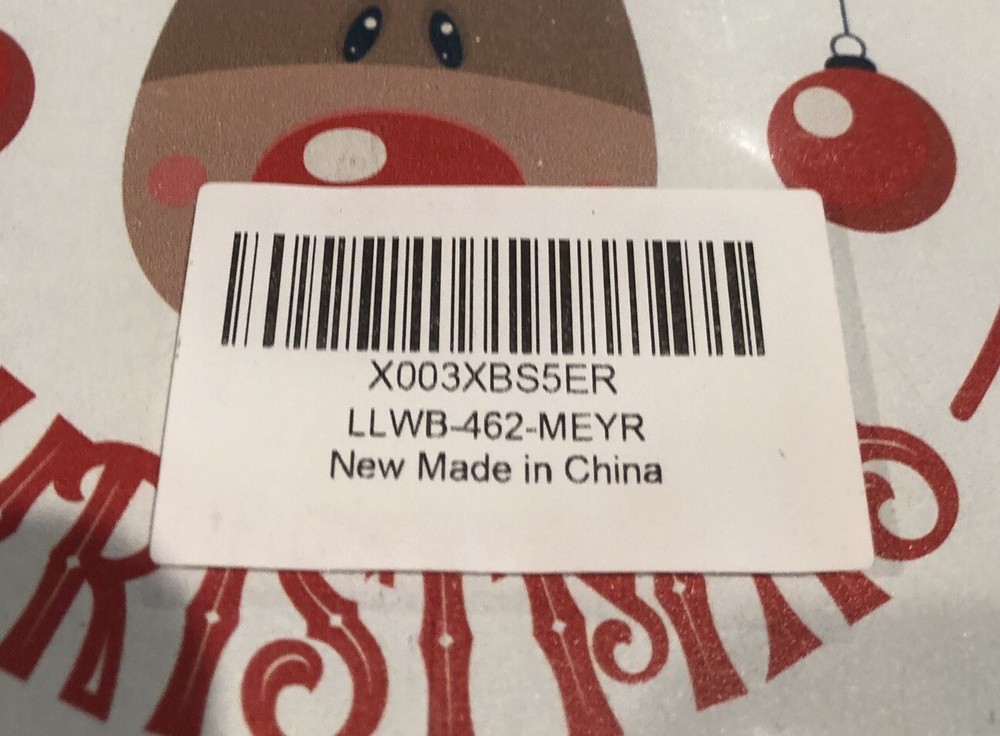 X003XBS5ER
LLWB-462-MEYR
New Made in China